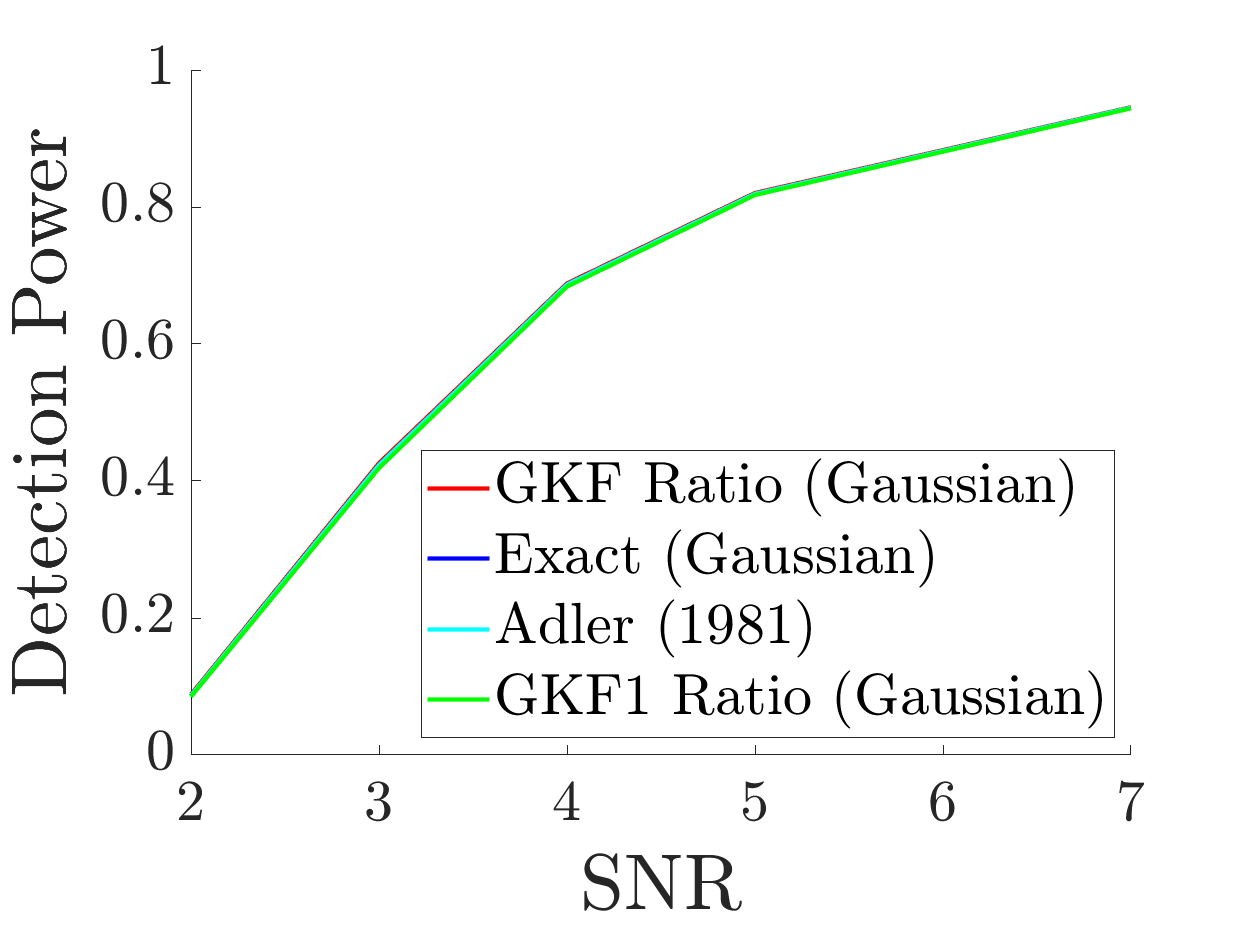 1
0.8
0.6
0.4
0.2
0
Detection Power
GKF Ratio (Gaussian)
Exact (Gaussian)
Adler (1981)
GKF1 Ratio (Gaussian)
2 3 4 5 6 7
SNR